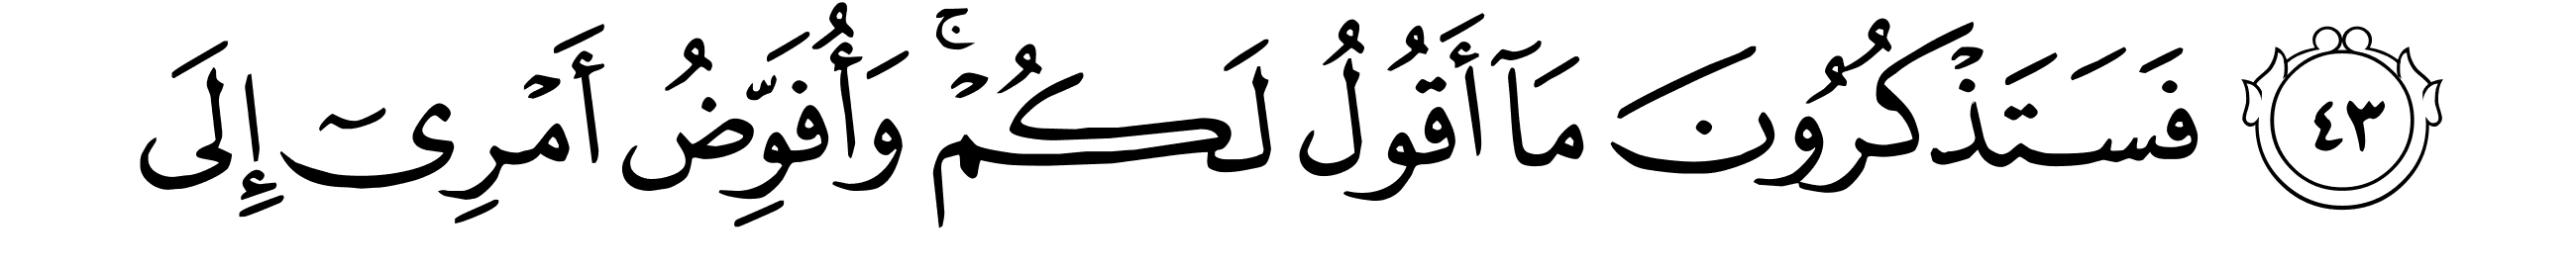 ٤٣ فَسَتَذْكُرُونَ مَآ أَقُولُ لَكُمْ ۚ وَأُفَوِّضُ أَمْرِىٓ إِلَى